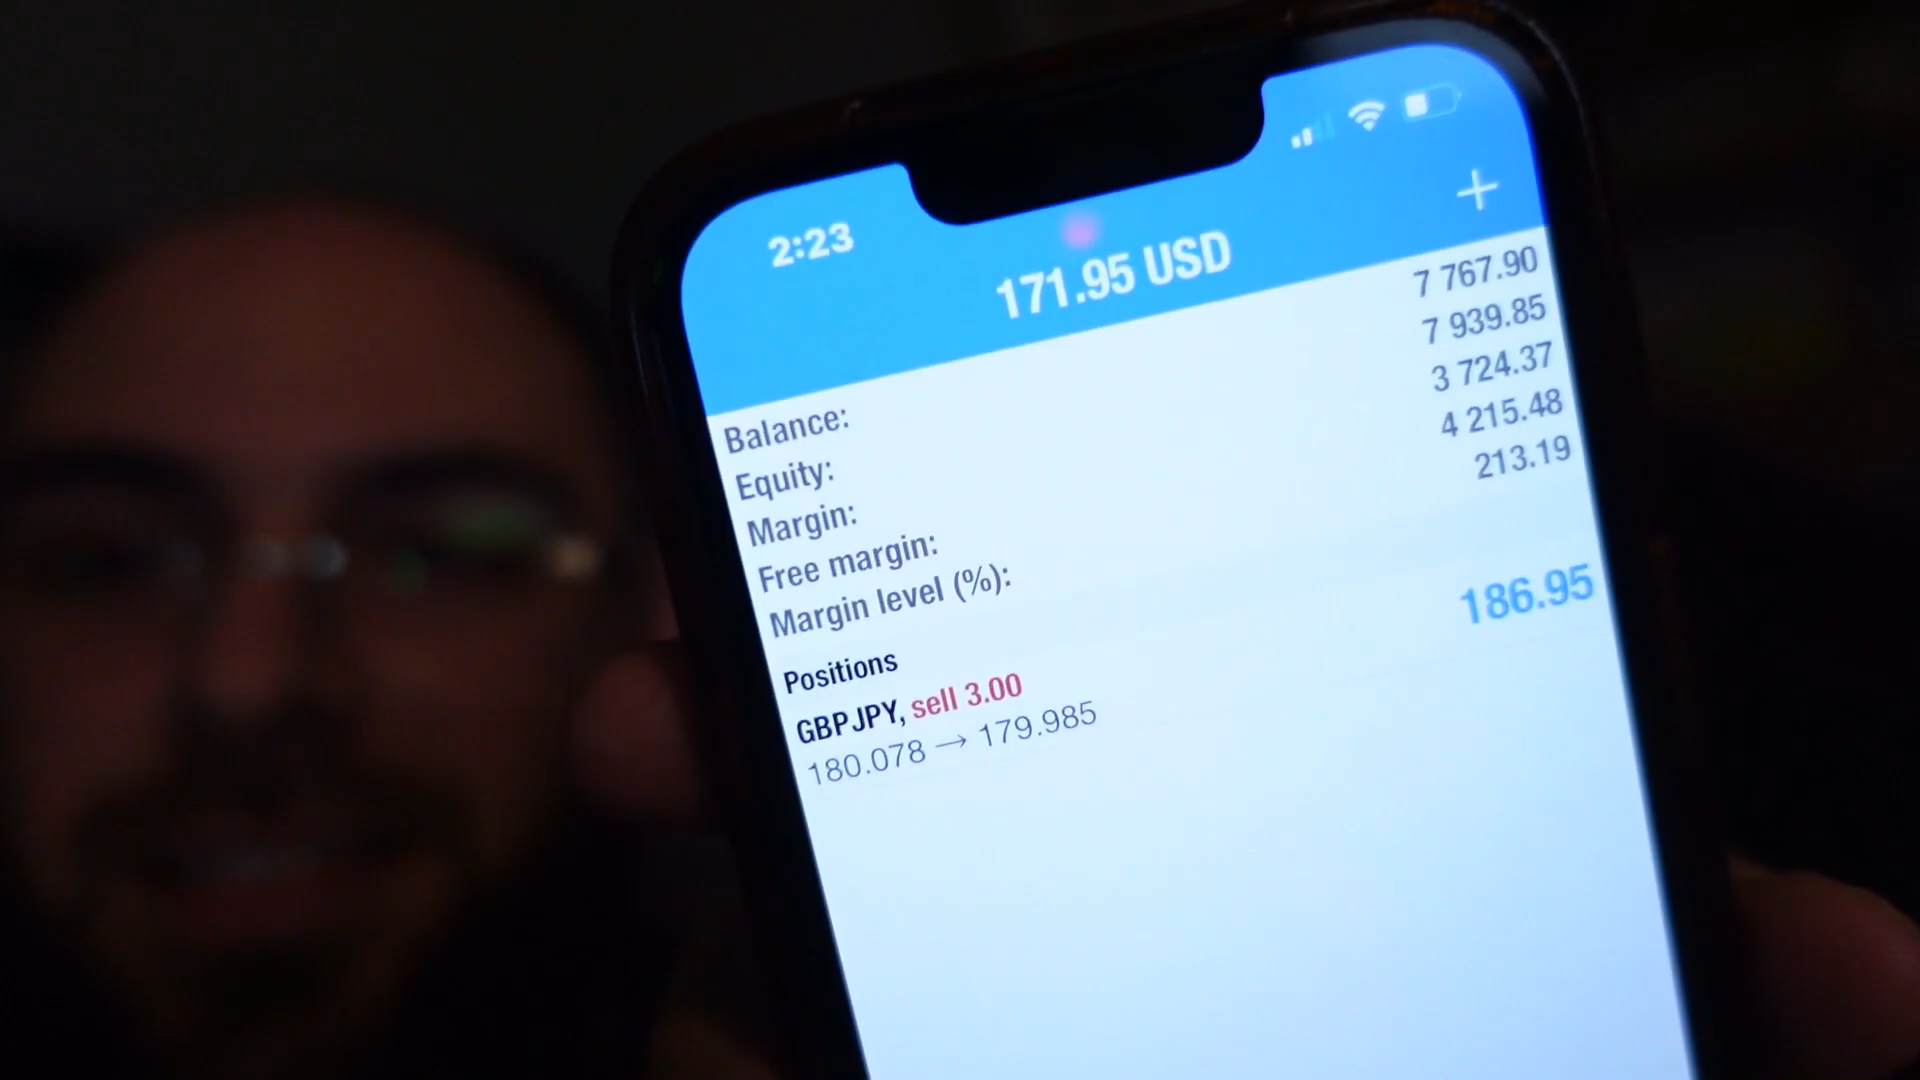 2:23
171.95 USD
Balance: 7 767.90
Equity: 7 939.85
Margin: 3 724.37
Free margin: 4 215.48
Margin level (%): 213.19
Positions
GBPJPY, sell 3.00 186.95
180.078 → 179.985